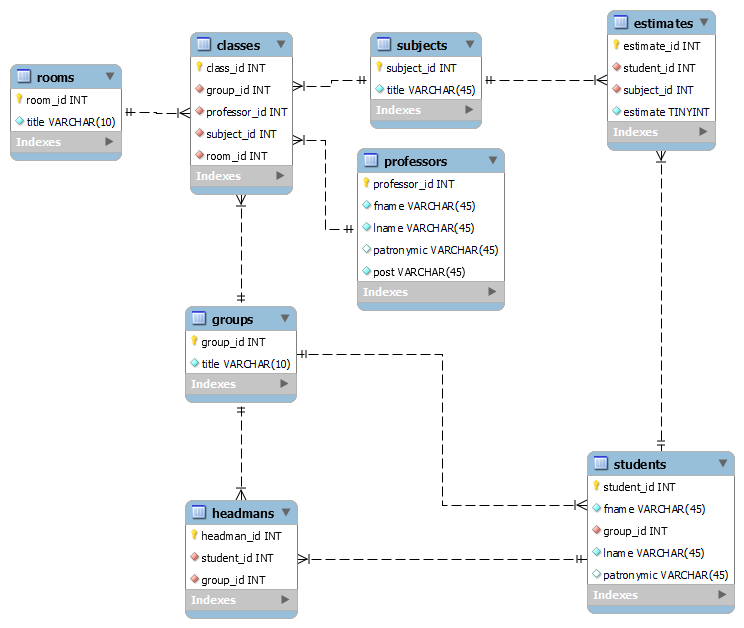 rooms
room_id INT
title VARCHAR(10)
Indexes
classes
class_id INT
group_id INT
professor_id INT
subject_id INT
room_id INT
Indexes
subjects
subject_id INT
title VARCHAR(45)
Indexes
estimates
estimate_id INT
student_id INT
subject_id INT
estimate TINYINT
Indexes
professors
professor_id INT
fname VARCHAR(45)
lname VARCHAR(45)
patronymic VARCHAR(45)
post VARCHAR(45)
Indexes
groups
group_id INT
title VARCHAR(10)
Indexes
headmans
headman_id INT
student_id INT
group_id INT
Indexes
students
student_id INT
fname VARCHAR(45)
group_id INT
lname VARCHAR(45)
patronymic VARCHAR(45)
Indexes